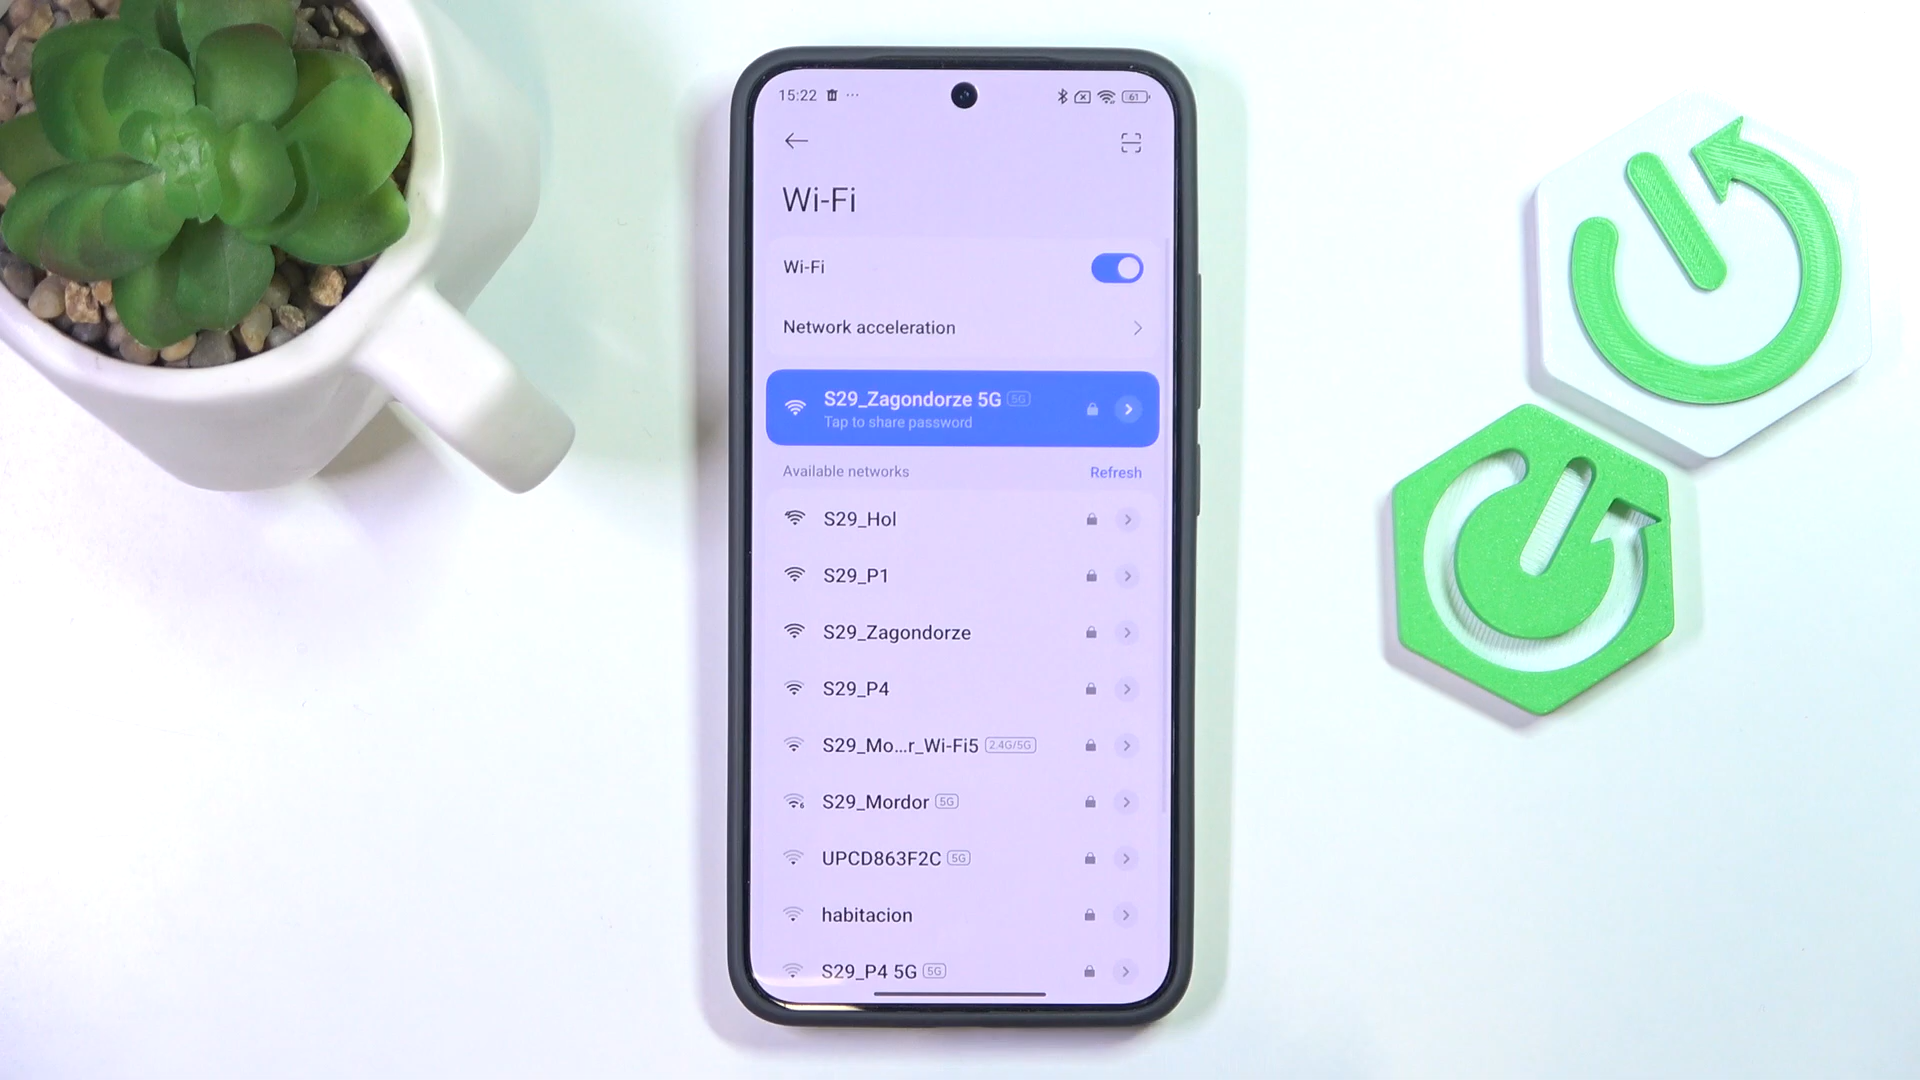 15:22 ... 61
Wi-Fi
Wi-Fi
Network acceleration
S29_Zagondorze 5G 5G
Tap to share password
Available networks Refresh
S29_Hol
S29_P1
S29_Zagondorze
S29_P4
S29_Mo...r_Wi-Fi5 2.4G/5G
S29_Mordor 5G
UPCD863F2C 5G
habitacion
S29_P4 5G 5G